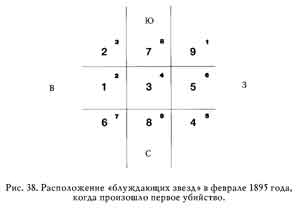 Ю
2 3 7 8 9 1
В 1 2 3 4 5 6 З
6 7 8 9 4 5
С
Рис. 38. Расположение «блуждающих звезд» в феврале 1895 года,
когда произошло первое убийство.